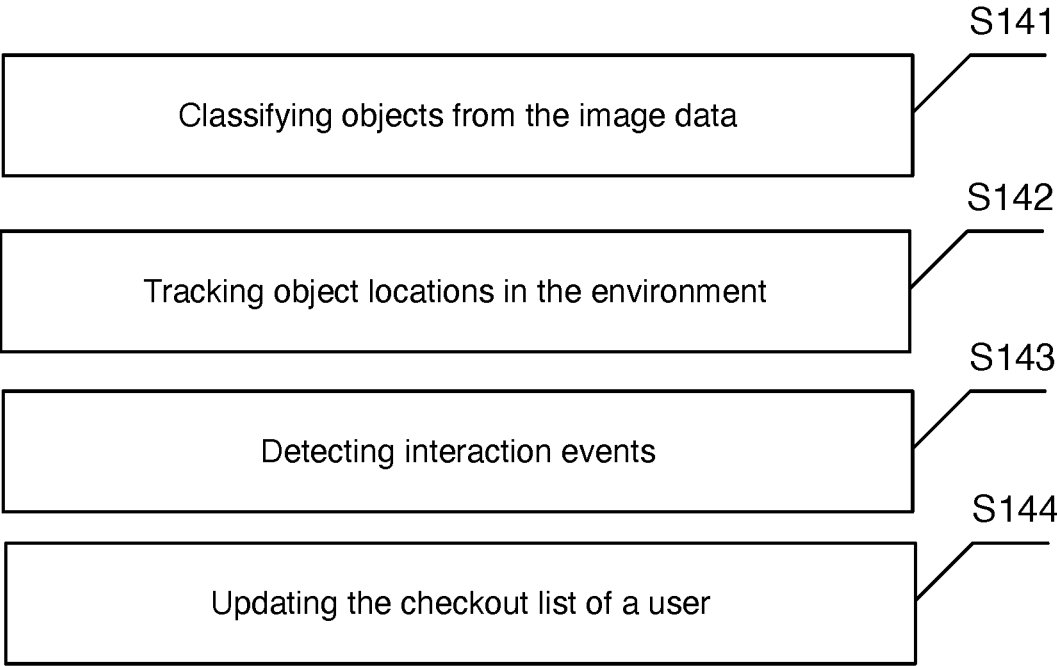 S141
Classifying objects from the image data
S142
Tracking object locations in the environment
S143
Detecting interaction events
S144
Updating the checkout list of a user